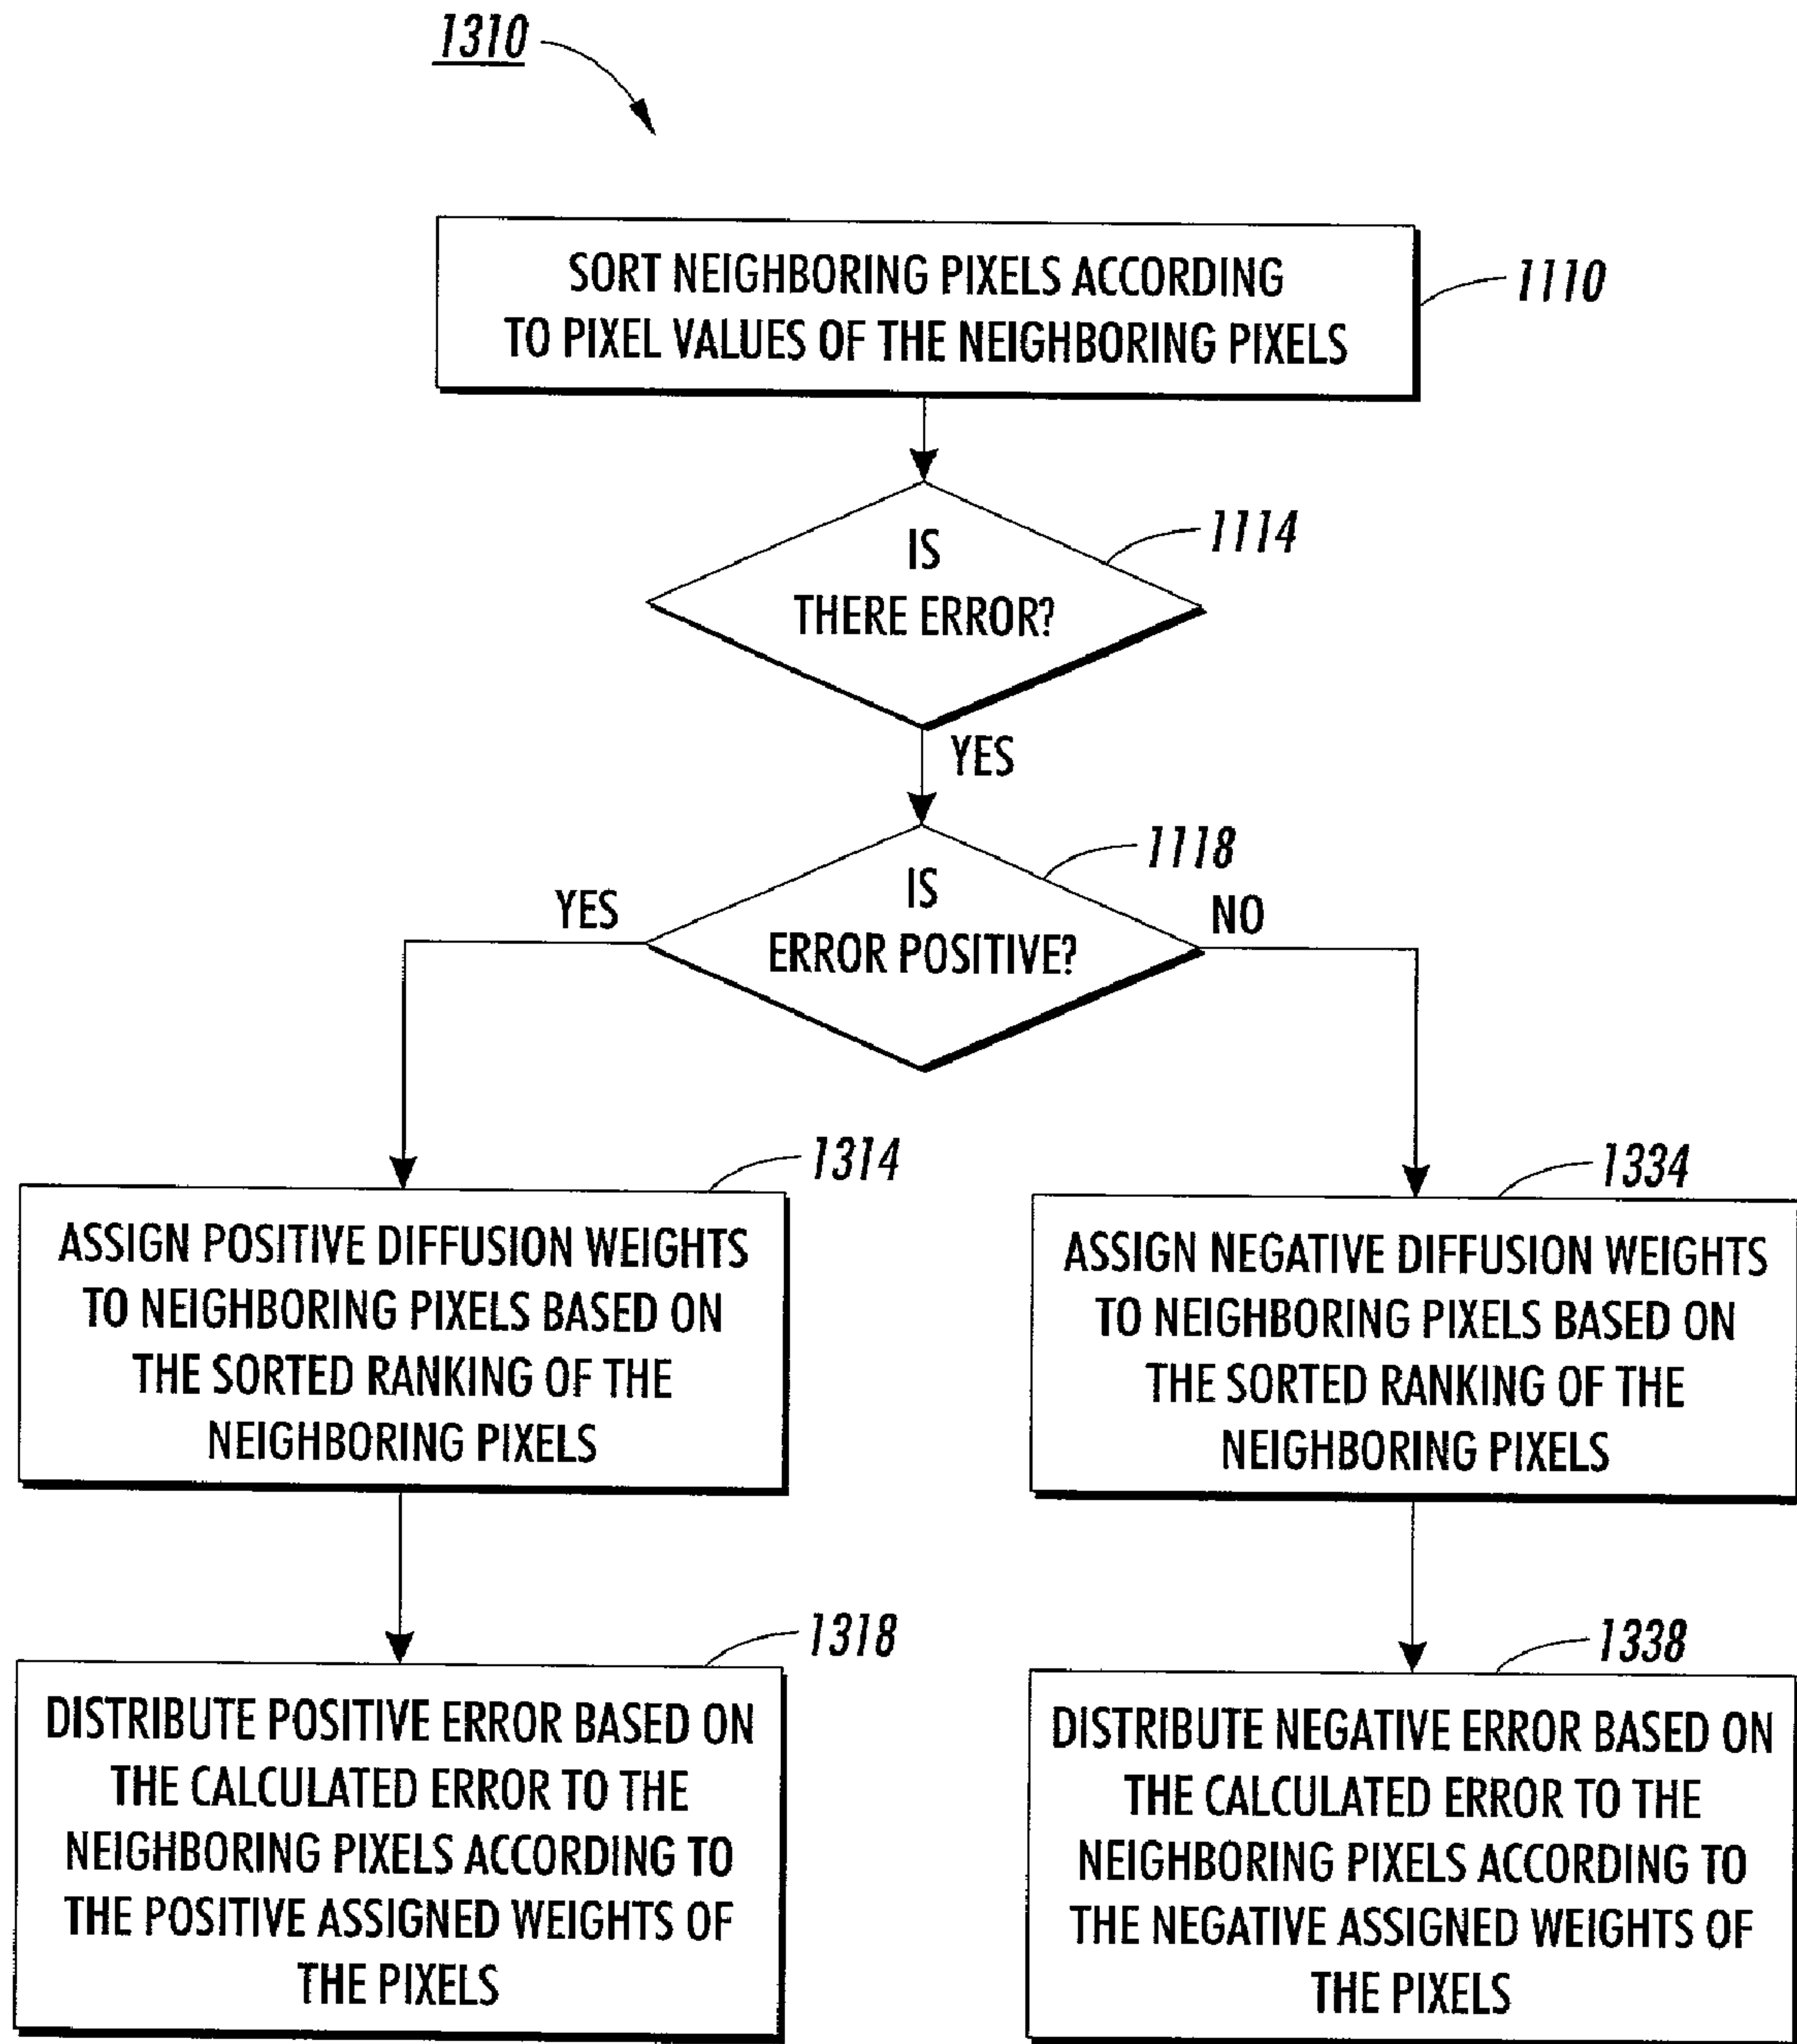 1310
SORT NEIGHBORING PIXELS ACCORDING
TO PIXEL VALUES OF THE NEIGHBORING PIXELS
1110
IS
THERE ERROR?
1114
YES
IS
ERROR POSITIVE?
1118
YES
NO
1314
ASSIGN POSITIVE DIFFUSION WEIGHTS
TO NEIGHBORING PIXELS BASED ON
THE SORTED RANKING OF THE
NEIGHBORING PIXELS
1334
ASSIGN NEGATIVE DIFFUSION WEIGHTS
TO NEIGHBORING PIXELS BASED ON
THE SORTED RANKING OF THE
NEIGHBORING PIXELS
1318
DISTRIBUTE POSITIVE ERROR BASED ON
THE CALCULATED ERROR TO THE
NEIGHBORING PIXELS ACCORDING TO
THE POSITIVE ASSIGNED WEIGHTS OF
THE PIXELS
1338
DISTRIBUTE NEGATIVE ERROR BASED ON
THE CALCULATED ERROR TO THE
NEIGHBORING PIXELS ACCORDING TO
THE NEGATIVE ASSIGNED WEIGHTS OF
THE PIXELS